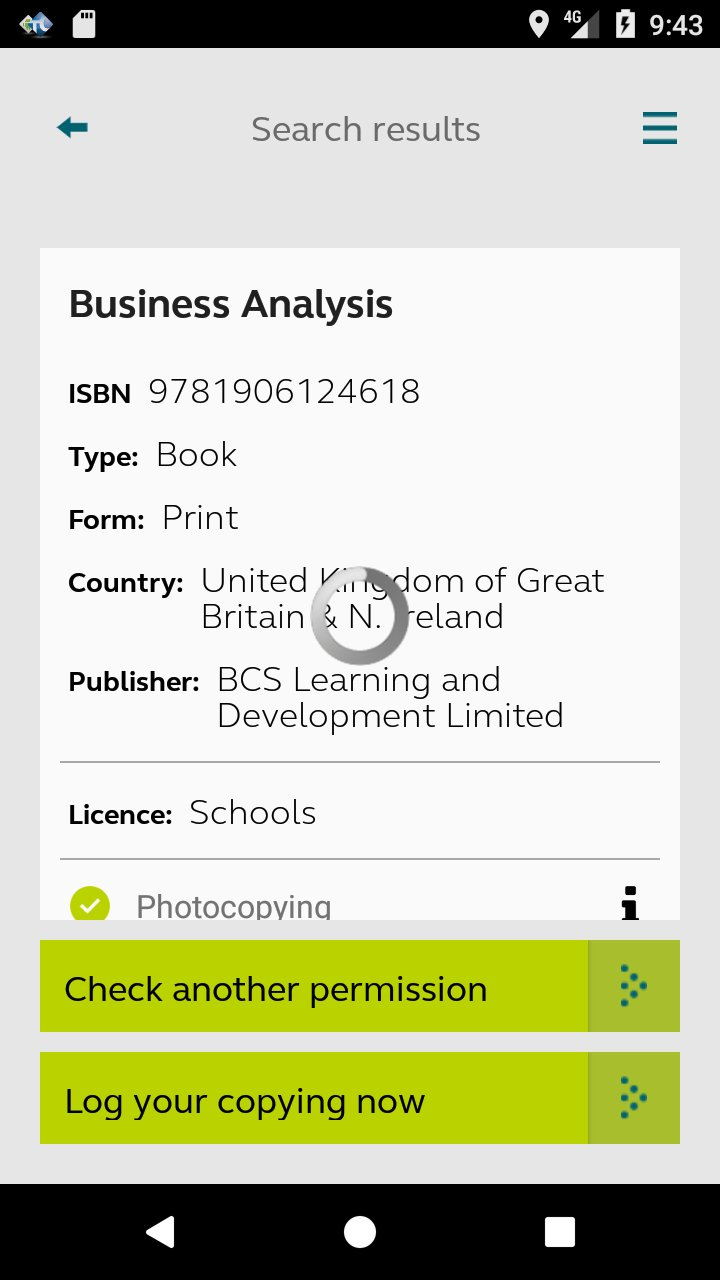 4G 9:43
Search results
Business Analysis
ISBN 9781906124618
Type: Book
Form: Print
Country: United Kingdom of Great
Britain & N. Ireland
Publisher: BCS Learning and
Development Limited
Licence: Schools
Photocopying
Check another permission
Log your copying now